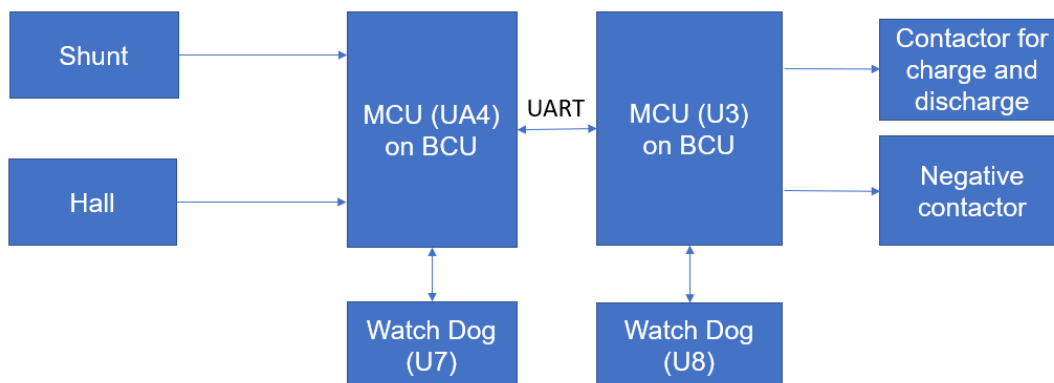 Shunt
Hall
MCU (UA4)
on BCU
UART
MCU (U3)
on BCU
Contactor for
charge and
discharge
Negative
contactor
Watch Dog
(U7)
Watch Dog
(U8)